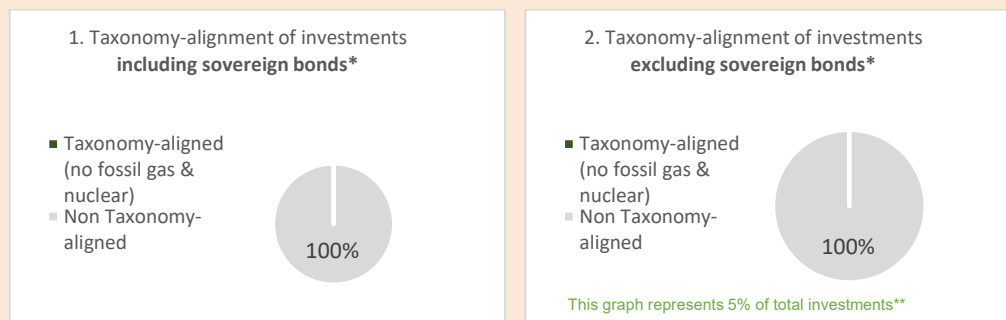 1. Taxonomy-alignment of investments
including sovereign bonds*
Taxonomy-aligned
(no fossil gas &
nuclear)
Non Taxonomy-
aligned
100%
2. Taxonomy-alignment of investments
excluding sovereign bonds*
Taxonomy-aligned
(no fossil gas &
nuclear)
Non Taxonomy-
aligned
100%
This graph represents 5% of total investments**